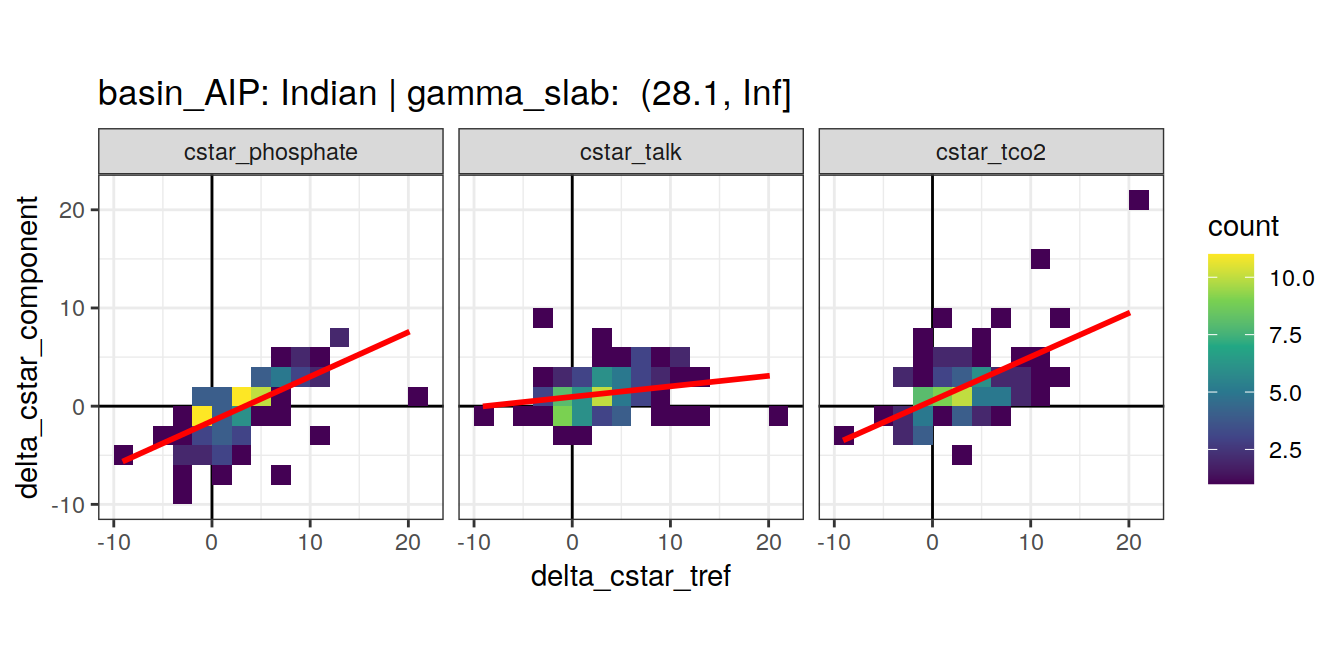 basin_AIP: Indian | gamma_slab:  (28.1, Inf]
cstar_phosphate
cstar_talk
cstar_tco2
delta_cstar_component
20
10
0
-10
-10 0 10 20
-10 0 10 20
-10 0 10 20
delta_cstar_tref
count
10.0
7.5
5.0
2.5